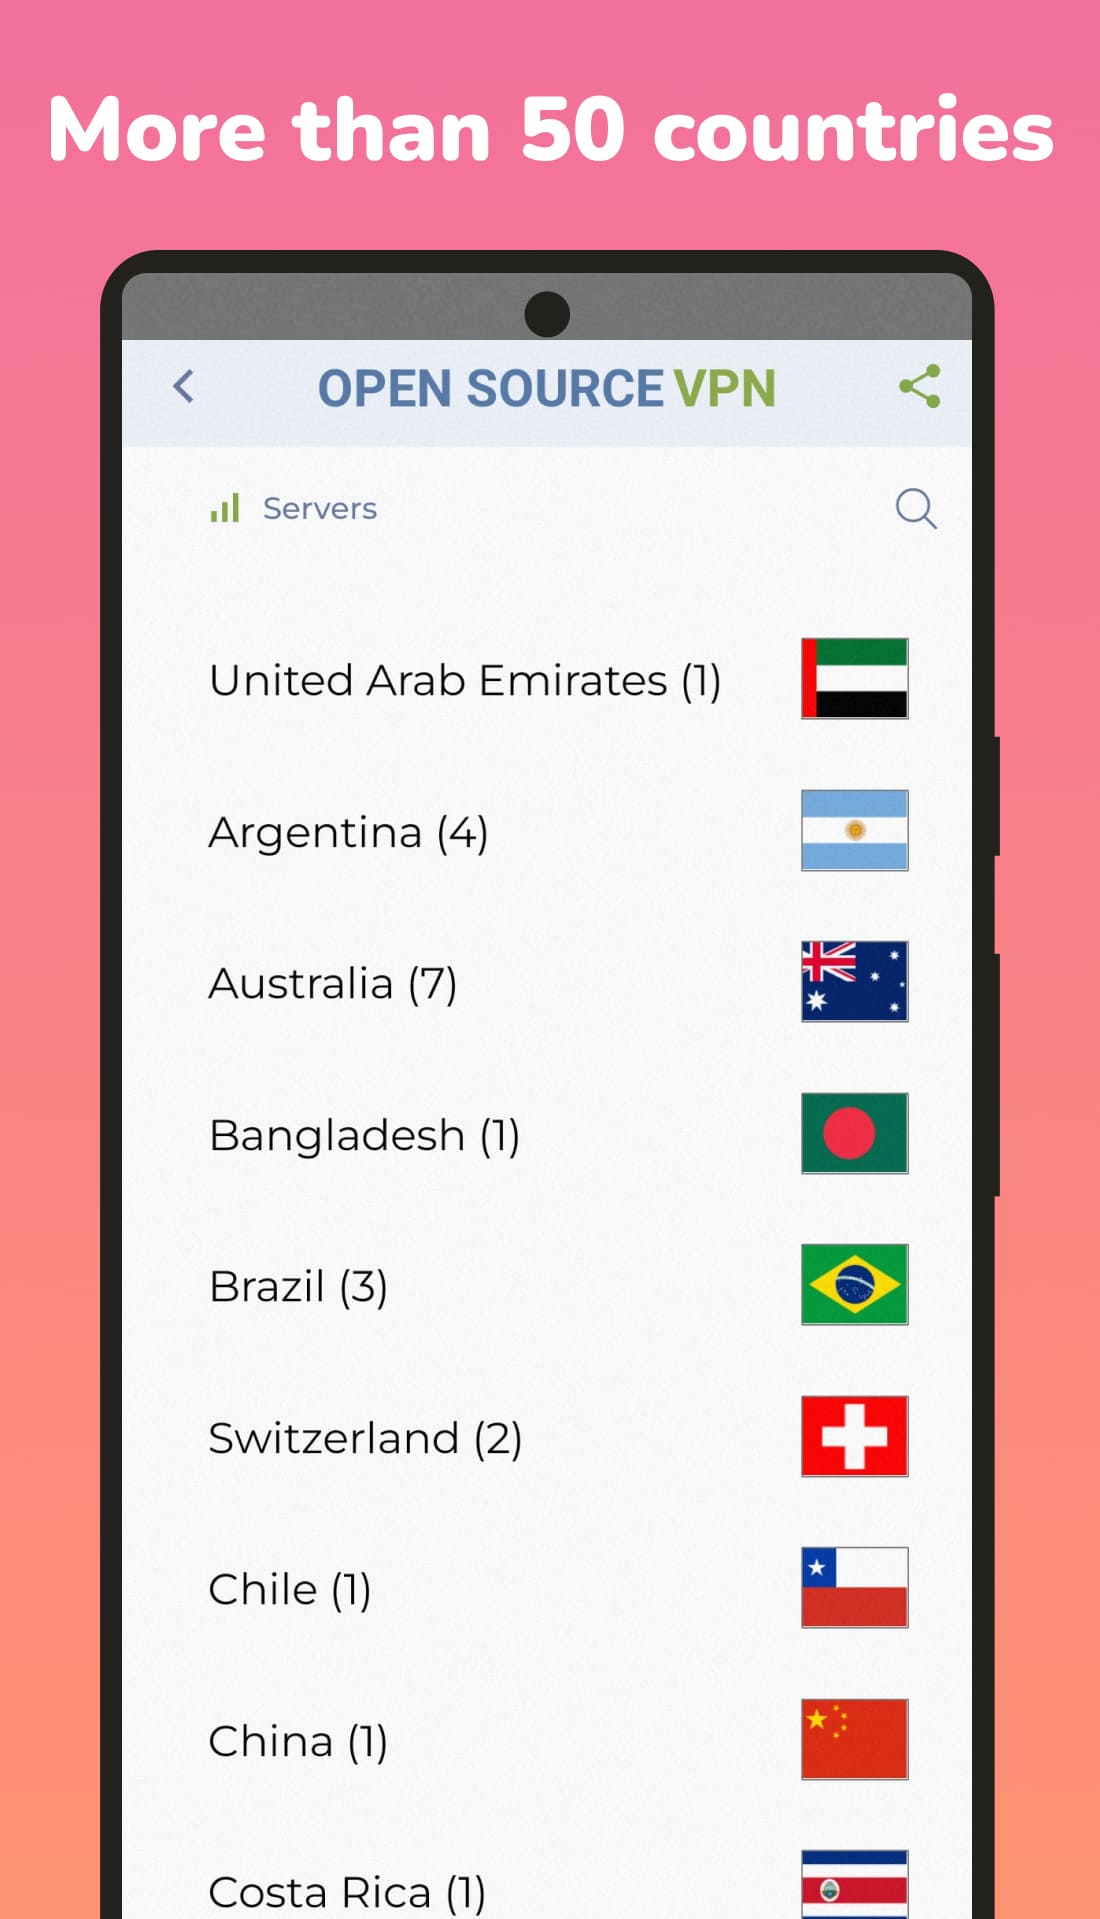 More than 50 countries
OPEN SOURCE VPN
Servers
United Arab Emirates (1)
Argentina (4)
Australia (7)
Bangladesh (1)
Brazil (3)
Switzerland (2)
Chile (1)
China (1)
Costa Rica (1)